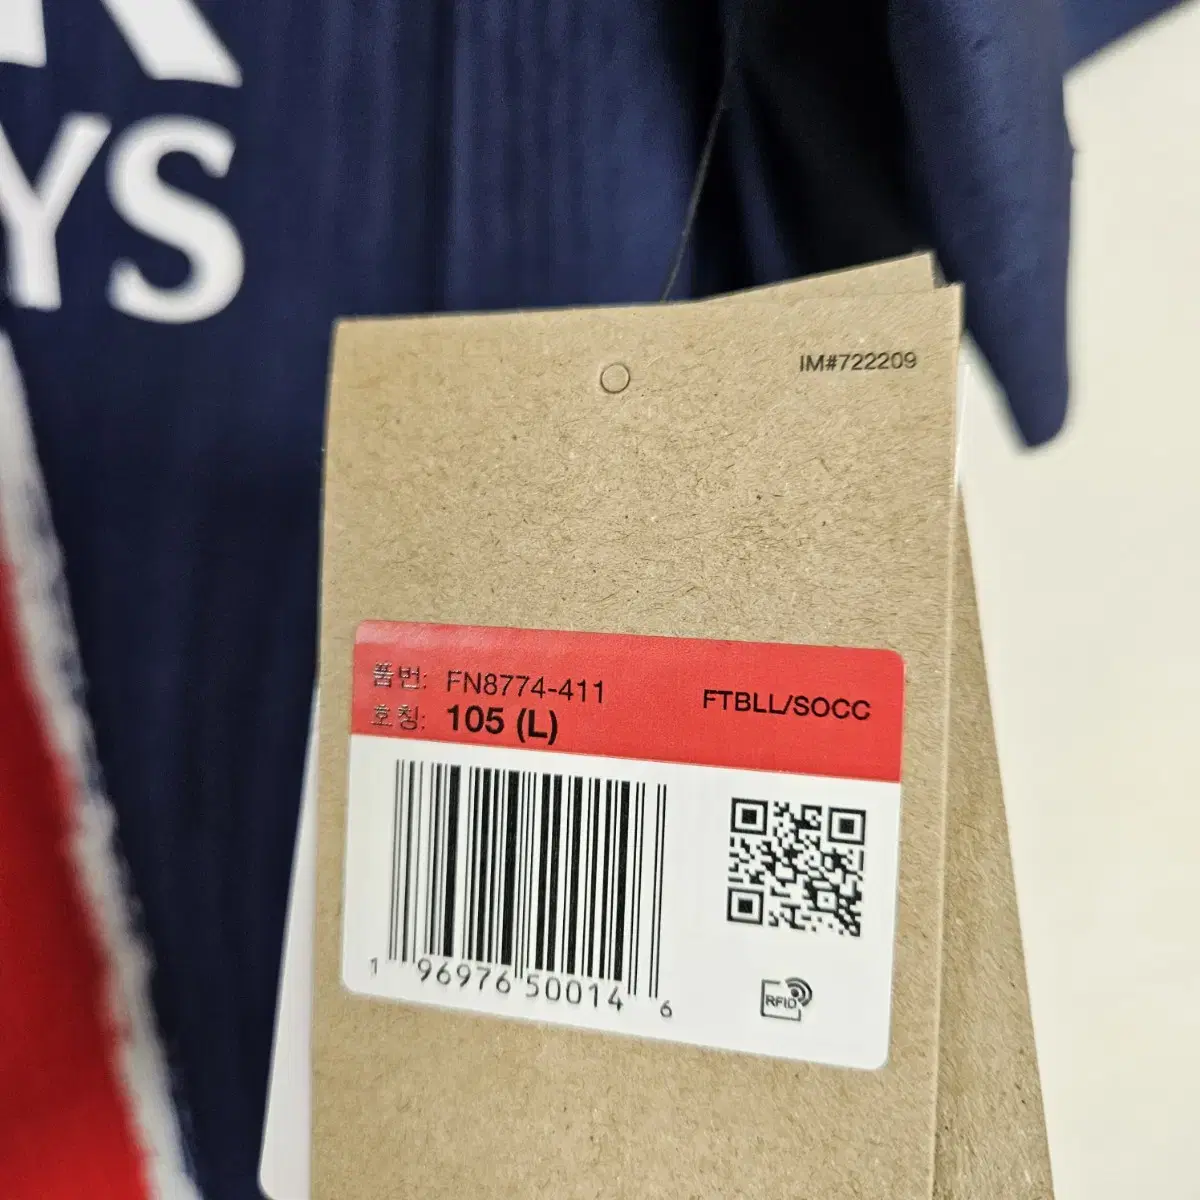 YS
IM#722209
품번: FN8774-411
호칭: 105 (L)
FTBLL/SOCC
1 96976 50014 6
RFID